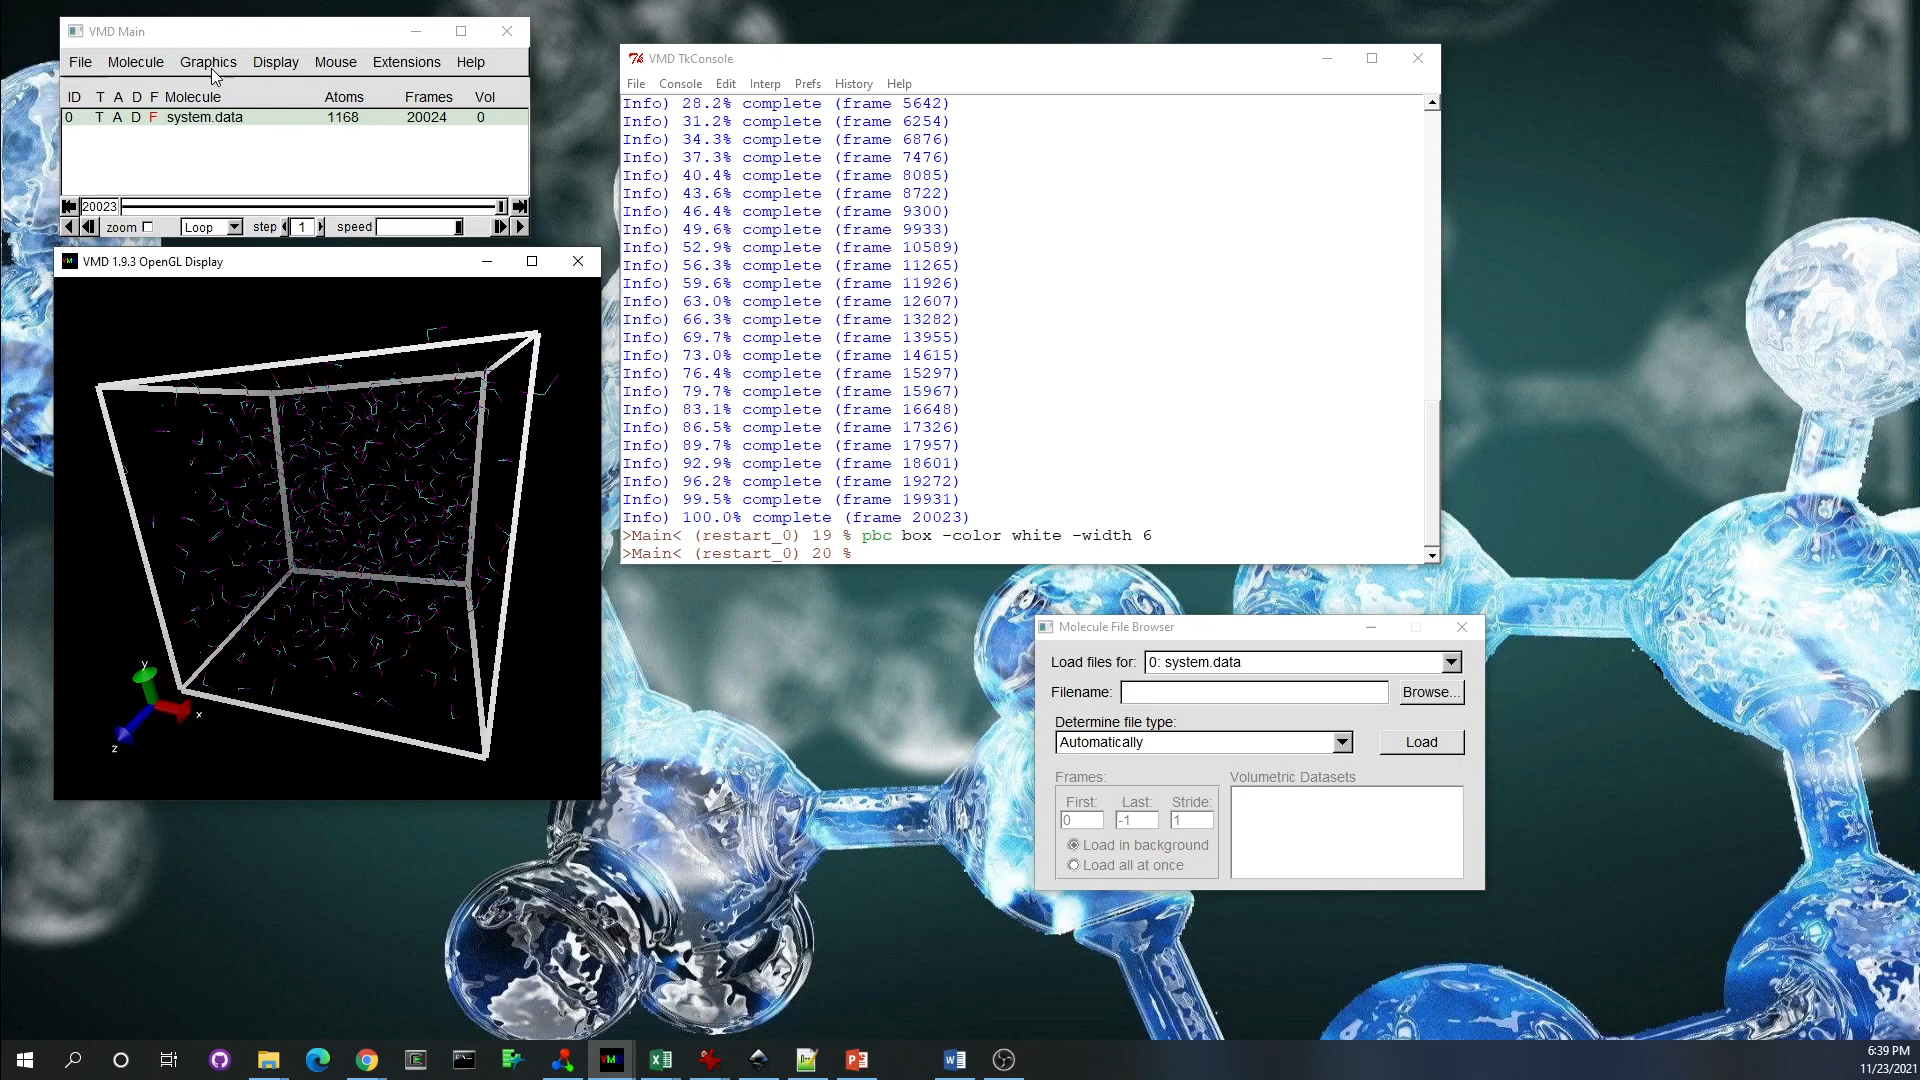 VMD Main
File Molecule Graphics Display Mouse Extensions Help
ID T A D F Molecule Atoms Frames Vol
0 T A D F system.data 1168 20024 0
20023
zoom Loop step 1 speed
VMD 1.9.3 OpenGL Display
y
x
z
VMD TkConsole
File Console Edit Interp Prefs History Help
Info) 28.2% complete (frame 5642)
Info) 31.2% complete (frame 6254)
Info) 34.3% complete (frame 6876)
Info) 37.3% complete (frame 7476)
Info) 40.4% complete (frame 8085)
Info) 43.6% complete (frame 8722)
Info) 46.4% complete (frame 9300)
Info) 49.6% complete (frame 9933)
Info) 52.9% complete (frame 10589)
Info) 56.3% complete (frame 11265)
Info) 59.6% complete (frame 11926)
Info) 63.0% complete (frame 12607)
Info) 66.3% complete (frame 13282)
Info) 69.7% complete (frame 13955)
Info) 73.0% complete (frame 14615)
Info) 76.4% complete (frame 15297)
Info) 79.7% complete (frame 15967)
Info) 83.1% complete (frame 16648)
Info) 86.5% complete (frame 17326)
Info) 89.7% complete (frame 17957)
Info) 92.9% complete (frame 18601)
Info) 96.2% complete (frame 19272)
Info) 99.5% complete (frame 19931)
Info) 100.0% complete (frame 20023)
>Main< (restart_0) 19 % pbc box -color white -width 6
>Main< (restart_0) 20 %
Molecule File Browser
Load files for: 0: system.data
Filename: Browse...
Determine file type:
Automatically Load
Frames: Volumetric Datasets
First: Last: Stride:
0 -1 1
Load in background
Load all at once
VMD
6:39 PM
11/23/2021